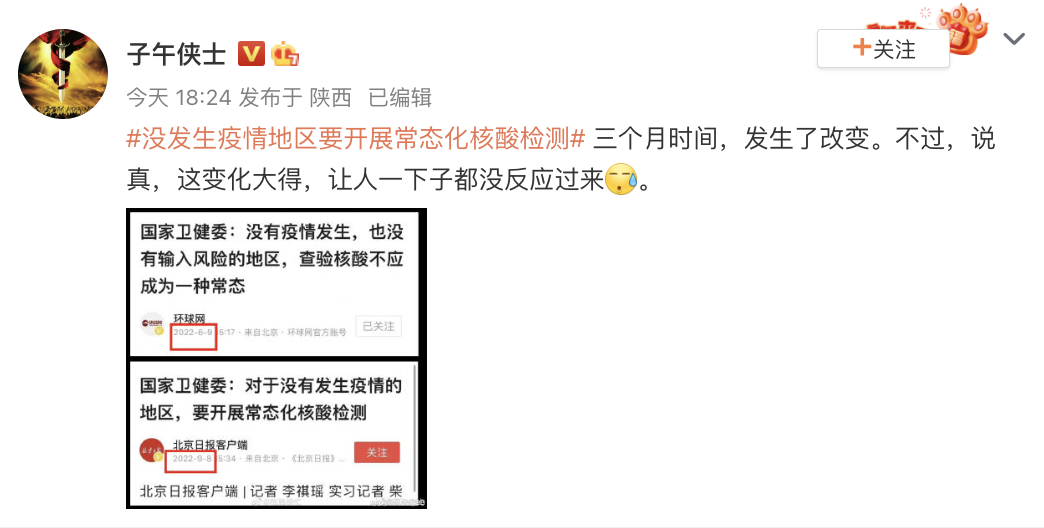 子午侠士
今天 18:24 发布于 陕西 已编辑
+关注
#没发生疫情地区要开展常态化核酸检测# 三个月时间，发生了改变。不过，说
真，这变化大得，让人一下子都没反应过来。
国家卫健委：没有疫情发生，也没
有输入风险的地区，查验核酸不应
成为一种常态
环球网
2022-6-9 5:17 · 来自北京 · 环球网官方账号
已关注
国家卫健委：对于没有发生疫情的
地区，要开展常态化核酸检测
北京日报客户端
2022-9-8 5:34 · 来自北京 · 《北京日报》...
关注
北京日报客户端 | 记者 李祺瑶 实习记者 柴